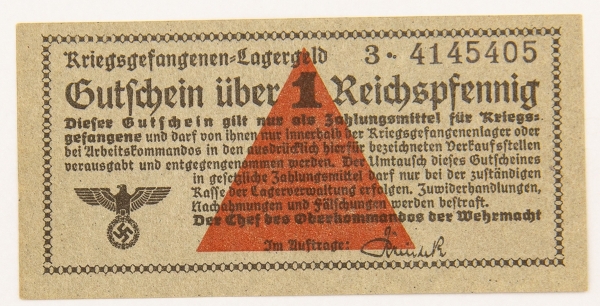 Kriegsgefangenen-Lagergeld 3• 4145405
Gutschein über 1 Reichspfennig
Dieser Gutschein gilt nur als Zahlungsmittel für Kriegs-
gefangene und darf von ihnen nur innerhalb der Kriegsgefangenenlager oder
bei Arbeitskommandos in den ausdrücklich hierfür bezeichneten Verkaufsstellen
verausgabt und entgegengenommen werden. Der Umtausch dieses Gutscheines
in gesetzliche Zahlungsmittel darf nur bei der zuständigen
Kasse der Lagerverwaltung erfolgen. Zuwiderhandlungen,
Nachahmungen und Fälschungen werden bestraft.
Der Chef des Oberkommandos der Wehrmacht
Im Auftrage: